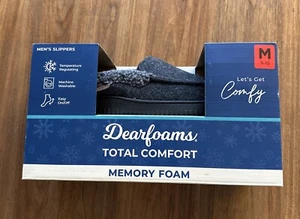 MEN'S SLIPPERS
Temperature
Regulating
Machine
Washable
Easy
On/Off
M
Let's Get
Comfy
Dearfoams.
TOTAL COMFORT
MEMORY FOAM